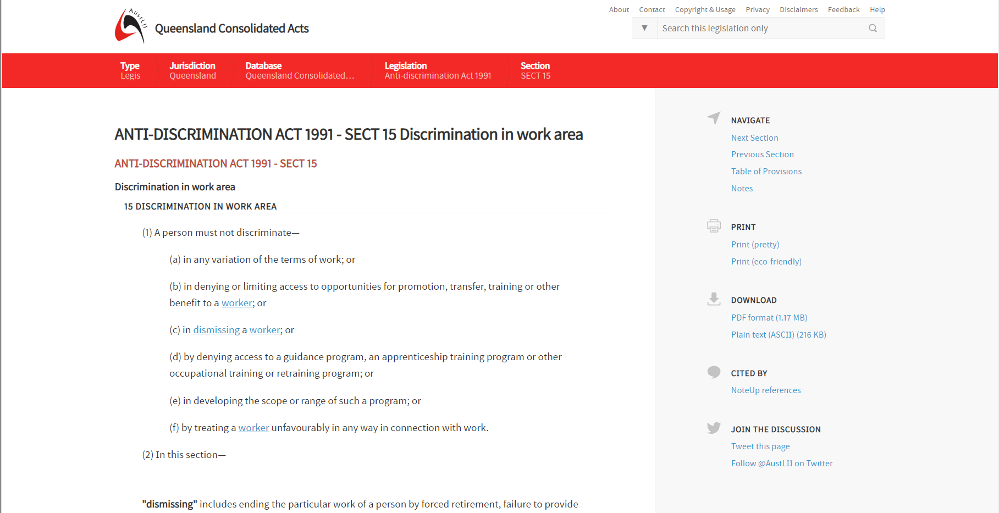 AustLII
Queensland Consolidated Acts
About Contact Copyright & Usage Privacy Disclaimers Feedback Help
▼ Search this legislation only
Type Jurisdiction Database Legislation Section
Legis Queensland Queensland Consolidated... Anti-discrimination Act 1991 SECT 15
ANTI-DISCRIMINATION ACT 1991 - SECT 15 Discrimination in work area
ANTI-DISCRIMINATION ACT 1991 - SECT 15
Discrimination in work area
15 DISCRIMINATION IN WORK AREA
(1) A person must not discriminate—
(a) in any variation of the terms of work; or
(b) in denying or limiting access to opportunities for promotion, transfer, training or other
benefit to a worker; or
(c) in dismissing a worker; or
(d) by denying access to a guidance program, an apprenticeship training program or other
occupational training or retraining program; or
(e) in developing the scope or range of such a program; or
(f) by treating a worker unfavourably in any way in connection with work.
(2) In this section—
"dismissing" includes ending the particular work of a person by forced retirement, failure to provide
NAVIGATE
Next Section
Previous Section
Table of Provisions
Notes
PRINT
Print (pretty)
Print (eco-friendly)
DOWNLOAD
PDF format (1.17 MB)
Plain text (ASCII) (216 KB)
CITED BY
NoteUp references
JOIN THE DISCUSSION
Tweet this page
Follow @AustLII on Twitter